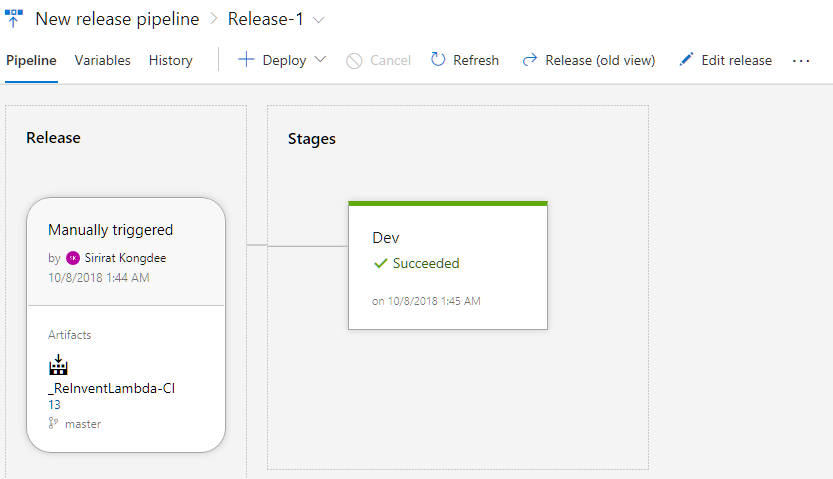 New release pipeline > Release-1
Pipeline Variables History + Deploy Cancel Refresh Release (old view) Edit release ...
Release
Stages
Manually triggered
by SK Sirirat Kongdee
10/8/2018 1:44 AM
Artifacts
_ReInventLambda-CI
13
master
Dev
Succeeded
on 10/8/2018 1:45 AM